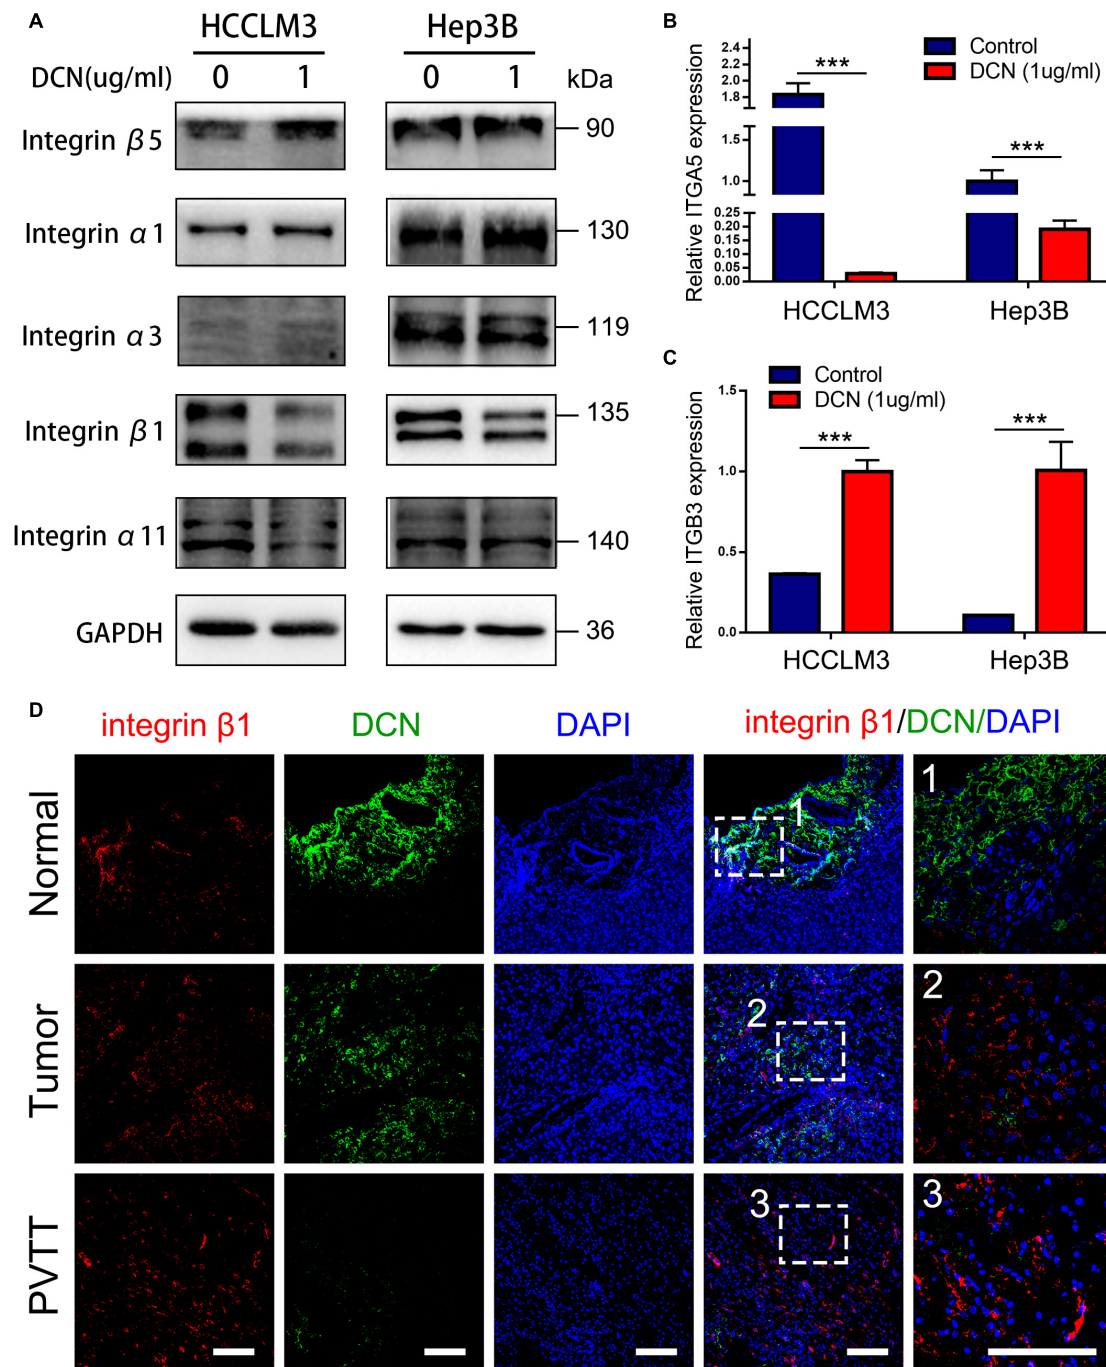 A
HCCLM3 Hep3B
DCN(ug/ml) 0 1 0 1 kDa
Integrin β5 90
Integrin α1 130
Integrin α3 119
Integrin β1 135
Integrin α11 140
GAPDH 36
B
Control
DCN (1ug/ml)
Relative ITGA5 expression
2.4
2.2
2.0
1.8
1.5
1.0
0.25
0.20
0.15
0.10
0.05
0.00
*** ***
HCCLM3 Hep3B
C
Control
DCN (1ug/ml)
Relative ITGB3 expression
1.5
1.0
0.5
0.0
*** ***
HCCLM3 Hep3B
D
integrin β1 DCN DAPI integrin β1/DCN/DAPI
Normal 1 1
Tumor 2 2
PVTT 3 3